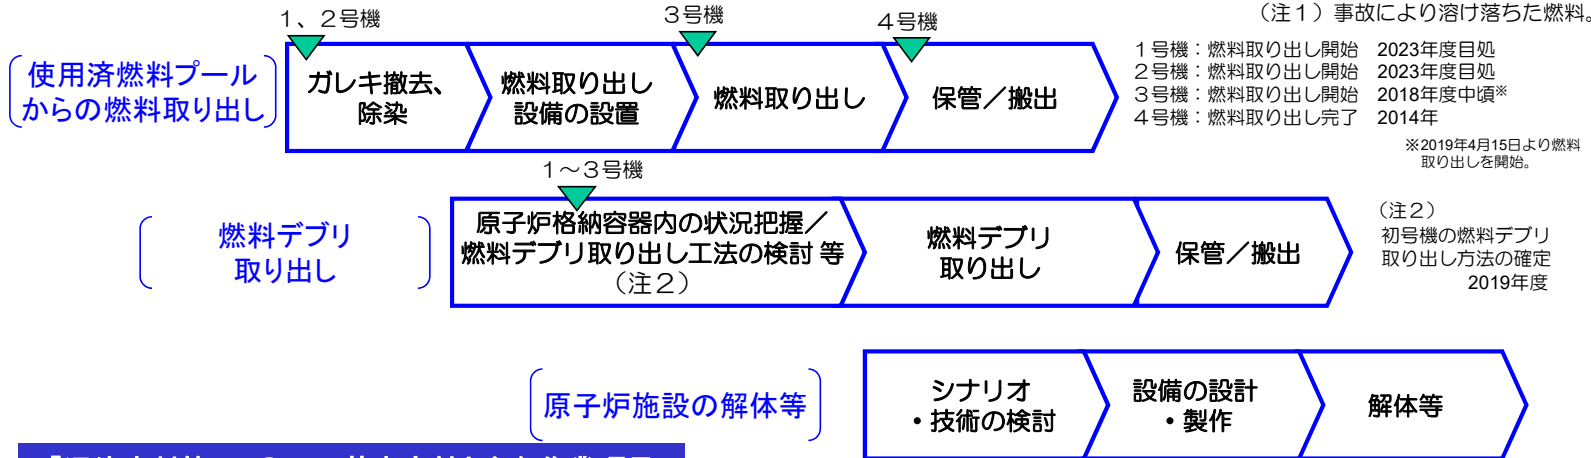 （注１）事故により溶け落ちた燃料。
１、２号機
３号機
４号機
使用済燃料プール
からの燃料取り出し
ガレキ撤去、
除染
燃料取り出し
設備の設置
燃料取り出し
保管／搬出
１号機：燃料取り出し開始 2023年度目処
２号機：燃料取り出し開始 2023年度目処
３号機：燃料取り出し開始 2018年度中頃※
４号機：燃料取り出し完了 2014年
※2019年4月15日より燃料
取り出しを開始。
１～３号機
燃料デブリ
取り出し
原子炉格納容器内の状況把握／
燃料デブリ取り出し工法の検討 等
（注２）
燃料デブリ
取り出し
保管／搬出
（注２）
初号機の燃料デブリ
取り出し方法の確定
2019年度
原子炉施設の解体等
シナリオ
・技術の検討
設備の設計
・製作
解体等